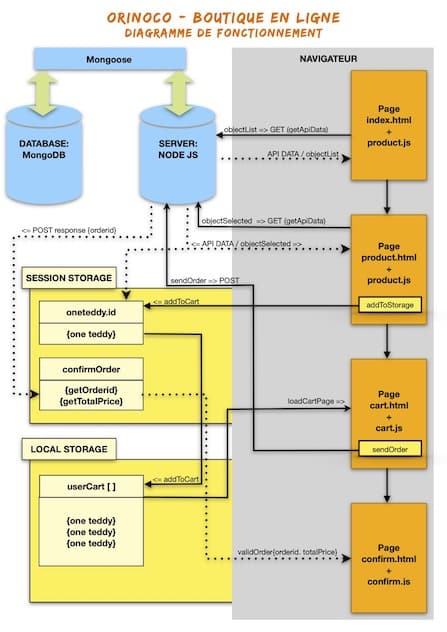 ORINOCO - BOUTIQUE EN LIGNE
DIAGRAMME DE FONCTIONNEMENT
Mongoose
NAVIGATEUR
DATABASE:
MongoDB
SERVER:
NODE JS
objectList => GET (getApiData)
API DATA / objectList
Page
index.html
+
product.js
objectSelected => GET (getApiData)
<= POST response {orderid}
<= API DATA / objectSelected =>
Page
product.html
+
product.js
addToStorage
sendOrder => POST
SESSION STORAGE
<= addToCart
oneteddy.id
{one teddy}
confirmOrder
{getOrderid}
{getTotalPrice}
loadCartPage =>
Page
cart.html
+
cart.js
sendOrder
LOCAL STORAGE
<= addToCart
userCart [ ]
{one teddy}
{one teddy}
{one teddy}
validOrder{orderid. totalPrice}
Page
confirm.html
+
confirm.js